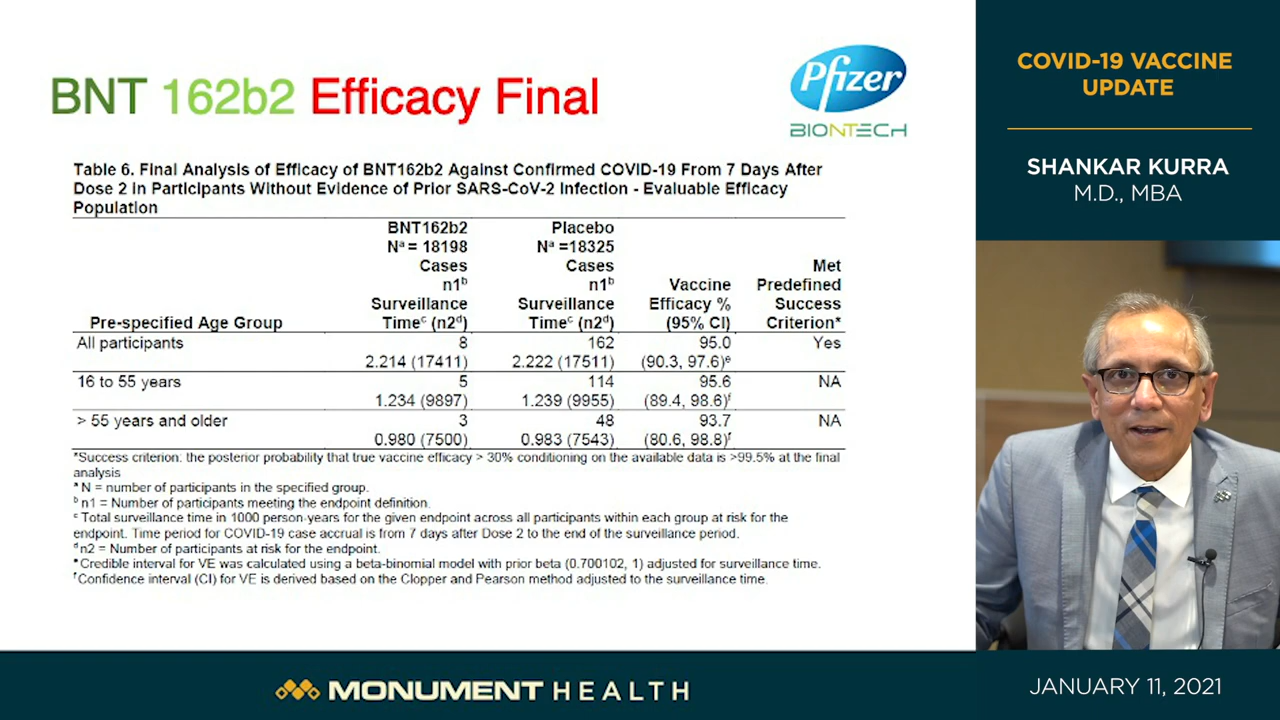 BNT 162b2 Efficacy Final
Pfizer
BIONTECH
Table 6. Final Analysis of Efficacy of BNT162b2 Against Confirmed COVID-19 From 7 Days After
Dose 2 in Participants Without Evidence of Prior SARS-CoV-2 Infection - Evaluable Efficacy
Population
BNT162b2 Placebo
Nᵃ = 18198 Nᵃ =18325
Cases Cases Met
n1ᵇ n1ᵇ Vaccine Predefined
Surveillance Surveillance Efficacy % Success
Pre-specified Age Group Timeᶜ (n2ᵈ) Timeᶜ (n2ᵈ) (95% CI) Criterion*
All participants 8 162 95.0 Yes
2.214 (17411) 2.222 (17511) (90.3, 97.6)ᵉ
16 to 55 years 5 114 95.6 NA
1.234 (9897) 1.239 (9955) (89.4, 98.6)ᶠ
> 55 years and older 3 48 93.7 NA
0.980 (7500) 0.983 (7543) (80.6, 98.8)ᶠ
*Success criterion: the posterior probability that true vaccine efficacy > 30% conditioning on the available data is >99.5% at the final
analysis
ᵃ N = number of participants in the specified group.
ᵇ n1 = Number of participants meeting the endpoint definition.
ᶜ Total surveillance time in 1000 person-years for the given endpoint across all participants within each group at risk for the
endpoint. Time period for COVID-19 case accrual is from 7 days after Dose 2 to the end of the surveillance period.
ᵈ n2 = Number of participants at risk for the endpoint.
ᵉ Credible interval for VE was calculated using a beta-binomial model with prior beta (0.700102, 1) adjusted for surveillance time.
ᶠ Confidence interval (CI) for VE is derived based on the Clopper and Pearson method adjusted to the surveillance time.
COVID-19 VACCINE
UPDATE
SHANKAR KURRA
M.D., MBA
MONUMENT HEALTH
JANUARY 11, 2021